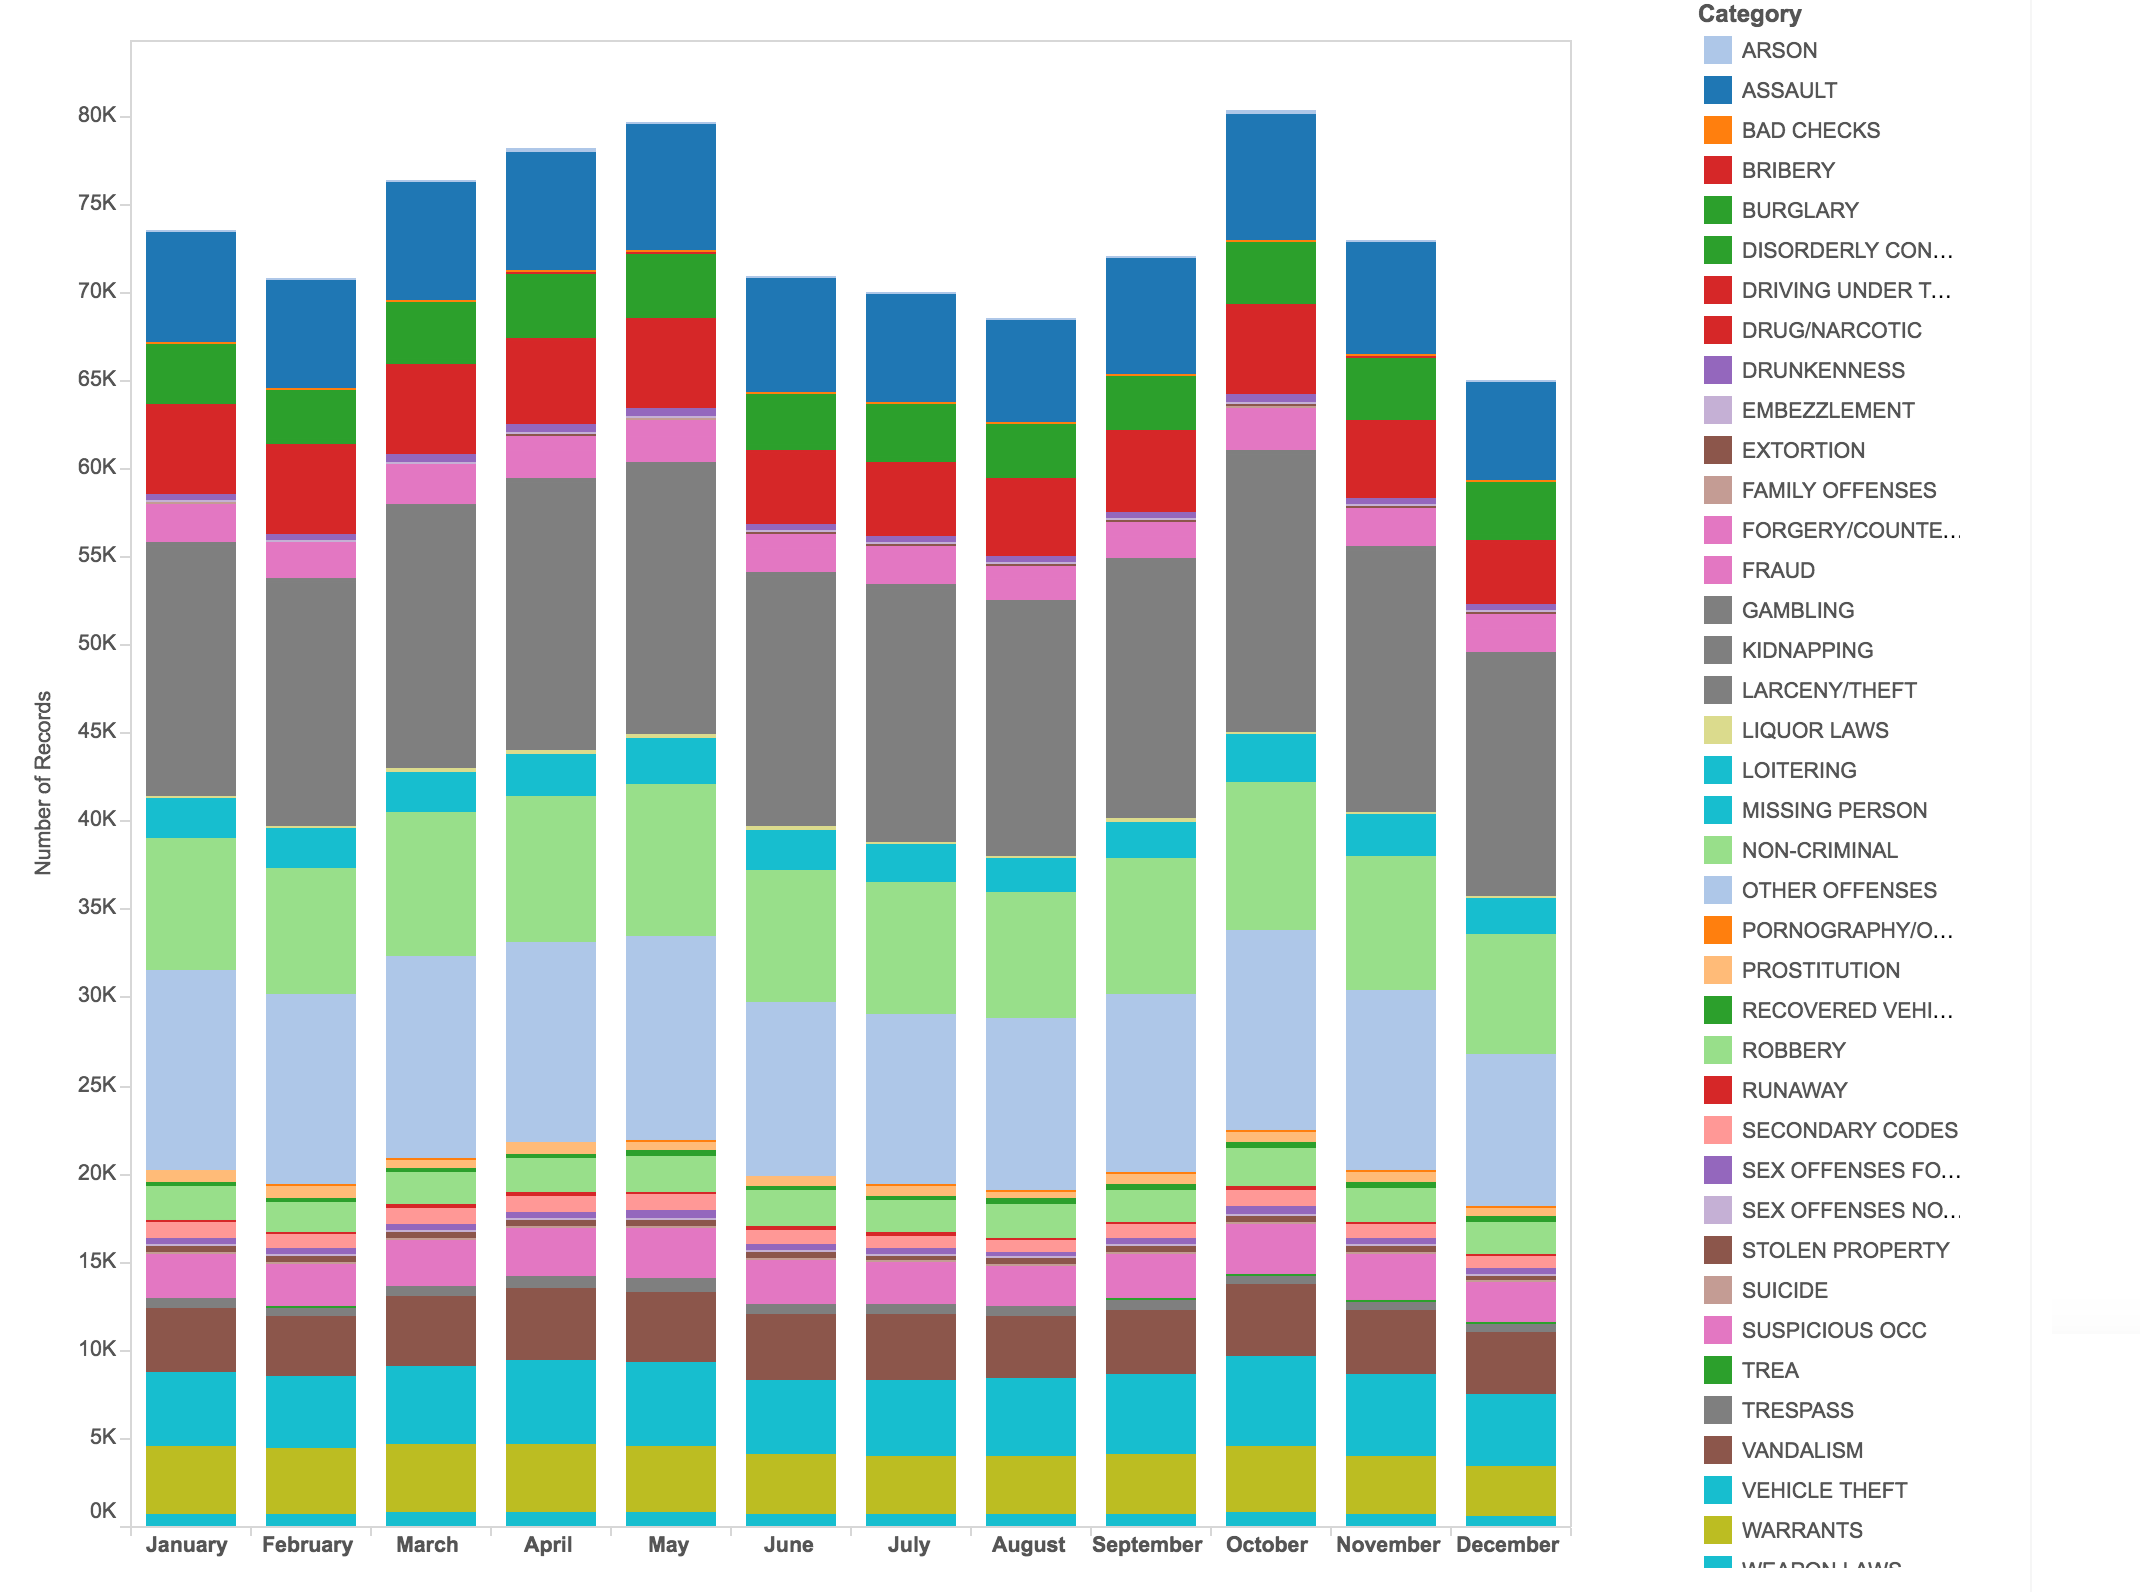 Category
ARSON
ASSAULT
BAD CHECKS
BRIBERY
BURGLARY
DISORDERLY CON...
DRIVING UNDER T...
DRUG/NARCOTIC
DRUNKENNESS
EMBEZZLEMENT
EXTORTION
FAMILY OFFENSES
FORGERY/COUNTE...
FRAUD
GAMBLING
KIDNAPPING
LARCENY/THEFT
LIQUOR LAWS
LOITERING
MISSING PERSON
NON-CRIMINAL
OTHER OFFENSES
PORNOGRAPHY/O...
PROSTITUTION
RECOVERED VEHI...
ROBBERY
RUNAWAY
SECONDARY CODES
SEX OFFENSES FO...
SEX OFFENSES NO...
STOLEN PROPERTY
SUICIDE
SUSPICIOUS OCC
TREA
TRESPASS
VANDALISM
VEHICLE THEFT
WARRANTS
WEAPON LAWS
80K
75K
70K
65K
60K
55K
50K
45K
40K
35K
30K
25K
20K
15K
10K
5K
0K
Number of Records
January February March April May June July August September October November December